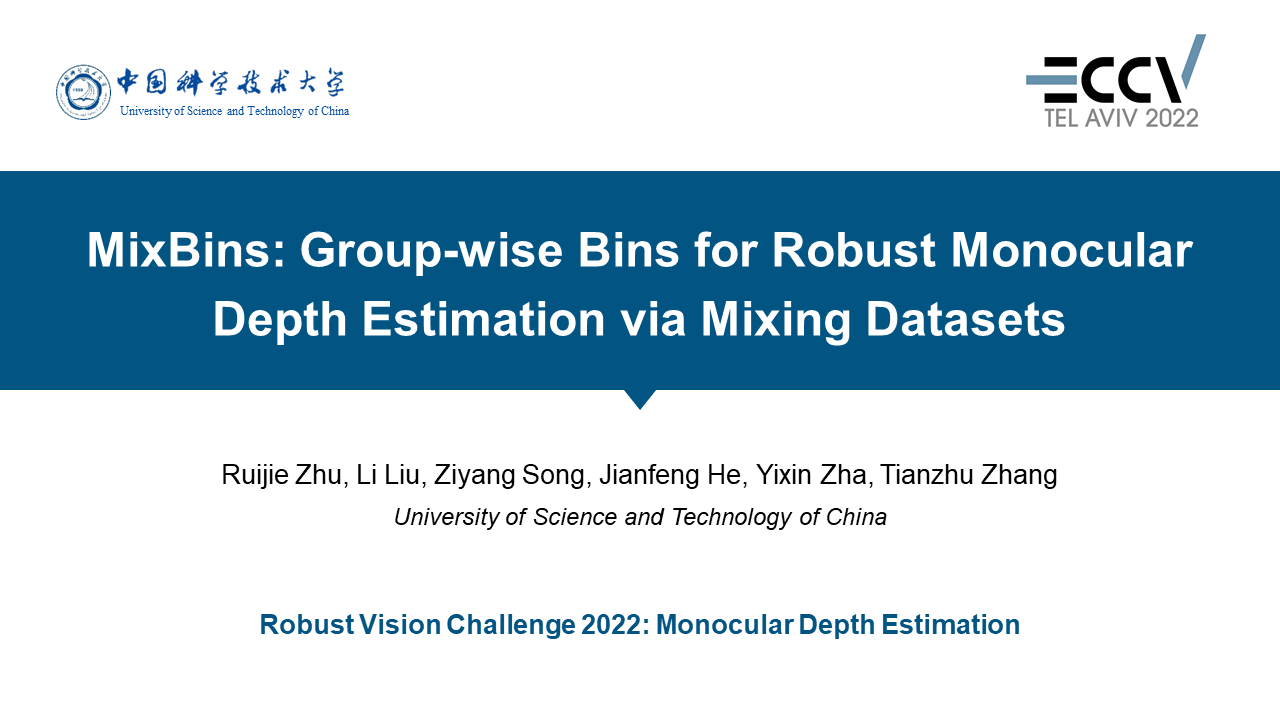 中国科学技术大学
University of Science and Technology of China
ECCV
TEL AVIV 2022
MixBins: Group-wise Bins for Robust Monocular
Depth Estimation via Mixing Datasets
Ruijie Zhu, Li Liu, Ziyang Song, Jianfeng He, Yixin Zha, Tianzhu Zhang
University of Science and Technology of China
Robust Vision Challenge 2022: Monocular Depth Estimation